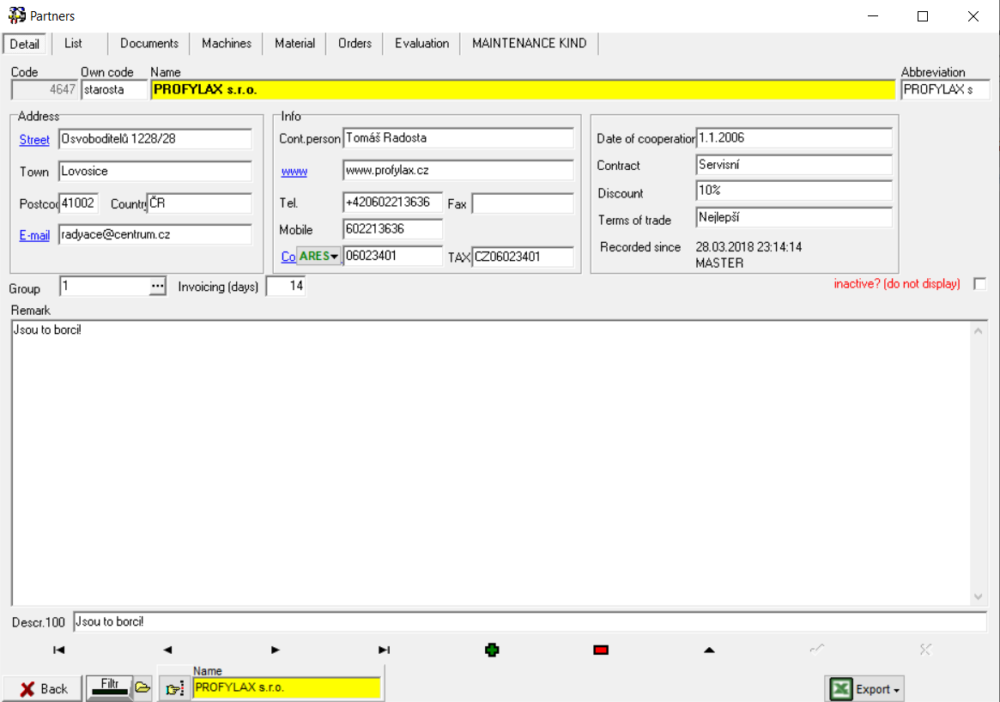 Partners
Detail List Documents Machines Material Orders Evaluation MAINTENANCE KIND
Code Own code Name Abbreviation
4647 starosta PROFYLAX s.r.o. PROFYLAX s
Address Info
Street Osvoboditelů 1228/28 Cont.person Tomáš Radosta Date of cooperation 1.1.2006
Town Lovosice www www.profylax.cz Contract Servisní
Postcod 41002 Country ČR Tel. +420602213636 Fax Discount 10%
E-mail radyace@centrum.cz Mobile 602213636 Terms of trade Nejlepší
Co ARES 06023401 TAX CZ06023401 Recorded since 28.03.2018 23:14:14
MASTER
Group 1 ... Invoicing (days) 14 inactive? (do not display)
Remark
Jsou to borci!
Descr.100 Jsou to borci!
Name
Back Filtr PROFYLAX s.r.o. Export